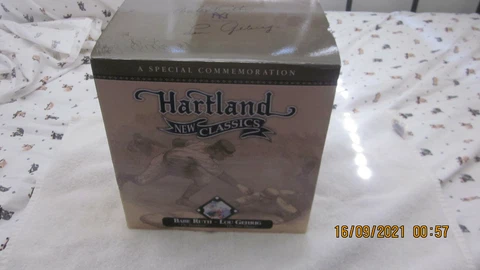 A SPECIAL COMMEMORATION
Hartland
NEW CLASSICS
BABE RUTH - LOU GEHRIG
16/09/2021 00:57